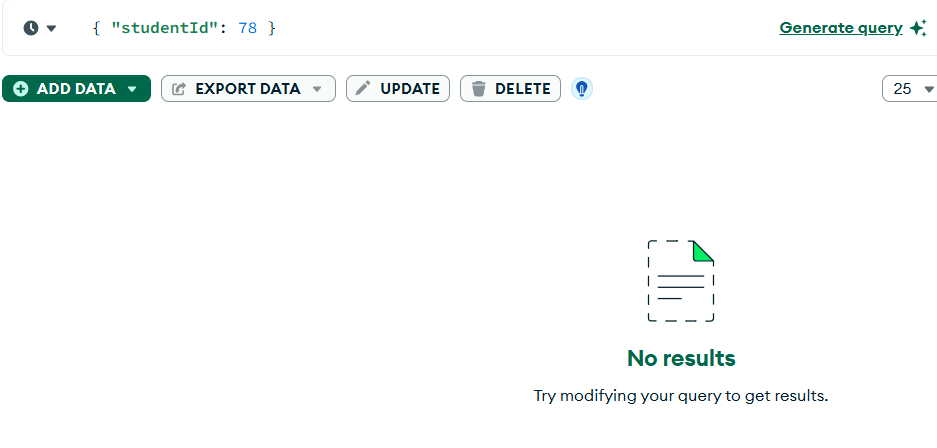 { "studentId": 78 }
Generate query
ADD DATA
EXPORT DATA
UPDATE
DELETE
25
No results
Try modifying your query to get results.